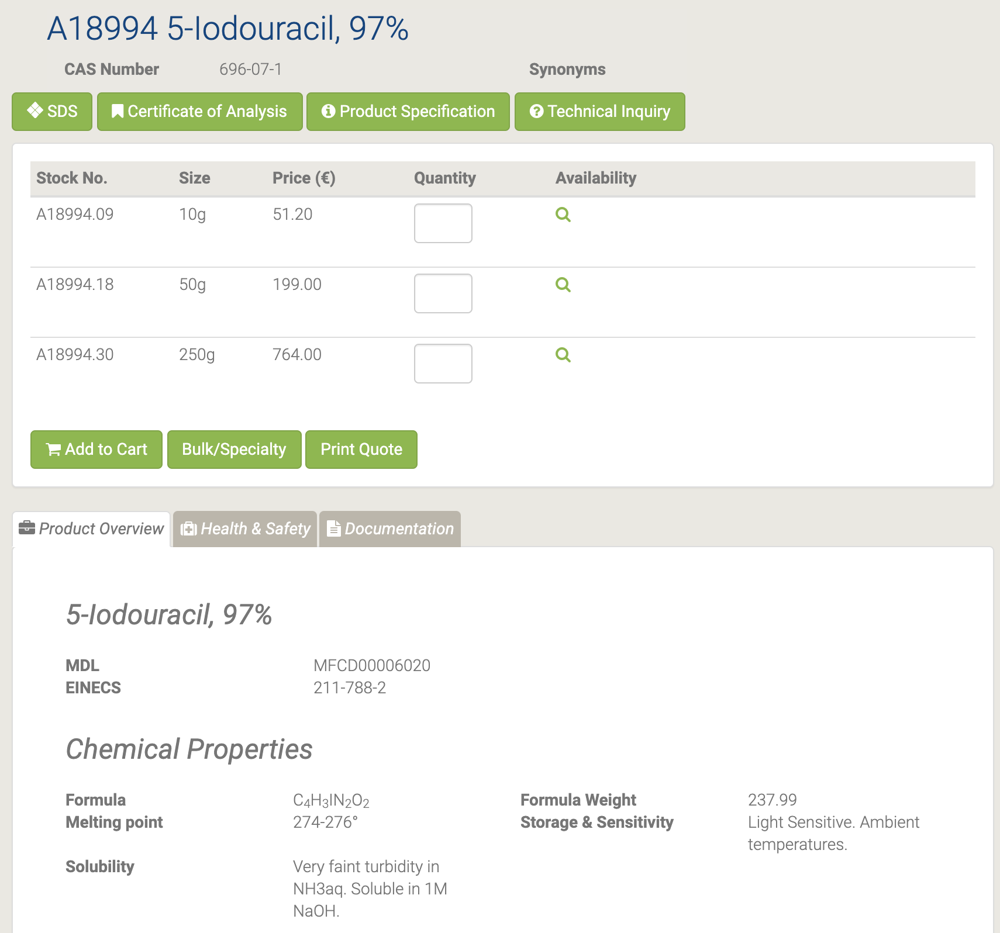 A18994 5-Iodouracil, 97%
CAS Number 696-07-1 Synonyms
SDS Certificate of Analysis Product Specification Technical Inquiry
Stock No. Size Price (€) Quantity Availability
A18994.09 10g 51.20
A18994.18 50g 199.00
A18994.30 250g 764.00
Add to Cart Bulk/Specialty Print Quote
Product Overview Health & Safety Documentation
5-Iodouracil, 97%
MDL MFCD00006020
EINECS 211-788-2
Chemical Properties
Formula C₄H₃IN₂O₂ Formula Weight 237.99
Melting point 274-276° Storage & Sensitivity Light Sensitive. Ambient
temperatures.
Solubility Very faint turbidity in
NH3aq. Soluble in 1M
NaOH.